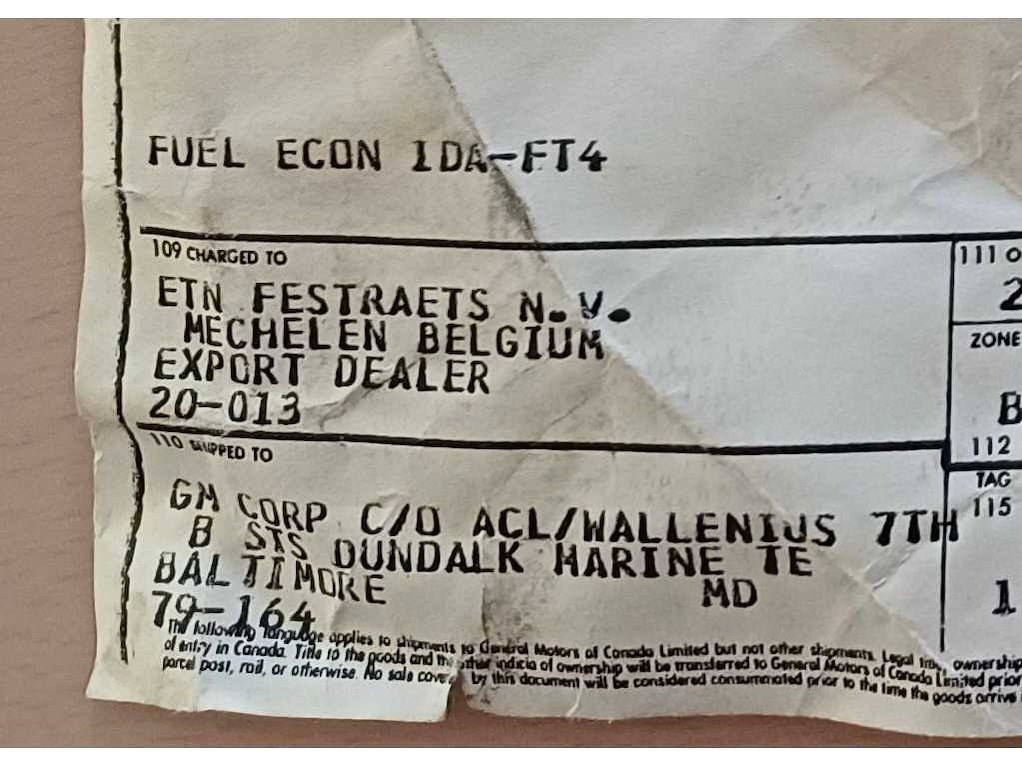 FUEL ECON 1DA-FT4
109 CHARGED TO
ETN FESTRAETS N.V.
MECHELEN BELGIUM
EXPORT DEALER
20-013
111 O
2
ZONE
B
112
110 SHIPPED TO
GM CORP C/O ACL/WALLENIUS 7TH
B STS DUNDALK MARINE TE
BALTIMORE MD
79-164
TAG
115
1
The following language applies to shipments to General Motors of Canada Limited but not other shipments. Legal title, ownership
of entry in Canada. Title to the goods and the other indicia of ownership will be transferred to General Motors of Canada Limited prior
parcel post, rail, or otherwise. No sale covered by this document will be considered consummated prior to the time the goods arrive